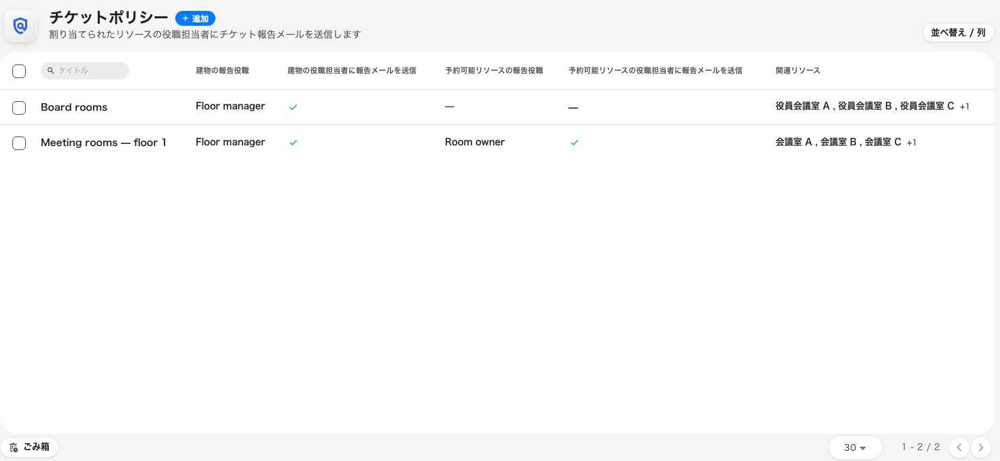 チケットポリシー
+ 追加
割り当てられたリソースの役職担当者にチケット報告メールを送信します
並べ替え / 列
タイトル
建物の報告役職
建物の役職担当者に報告メールを送信
予約可能リソースの報告役職
予約可能リソースの役職担当者に報告メールを送信
関連リソース
Board rooms
Floor manager
—
—
役員会議室 A , 役員会議室 B , 役員会議室 C +1
Meeting rooms — floor 1
Floor manager
Room owner
会議室 A , 会議室 B , 会議室 C +1
ごみ箱
30
1 - 2 / 2